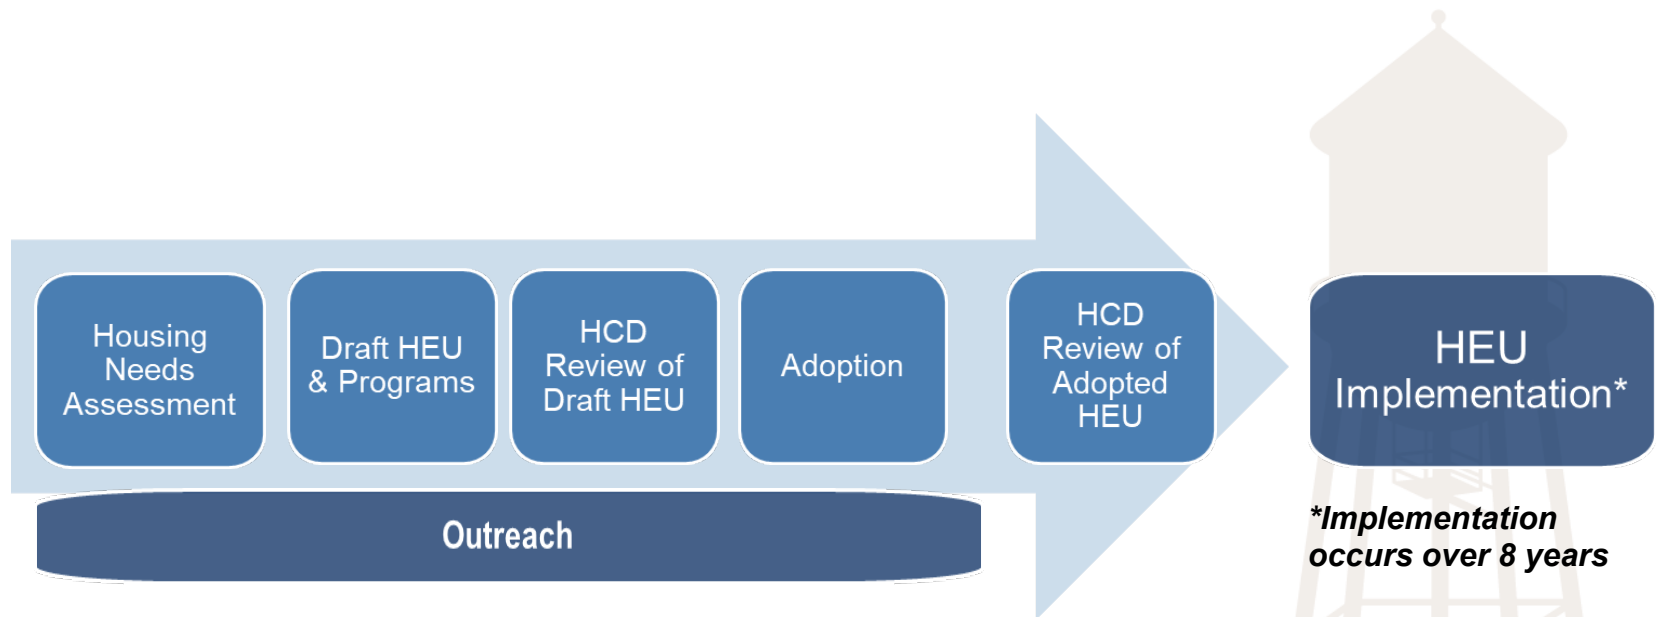 Housing
Needs
Assessment
Draft HEU
& Programs
HCD
Review of
Draft HEU
Adoption
HCD
Review of
Adopted
HEU
HEU
Implementation*
Outreach
*Implementation
occurs over 8 years